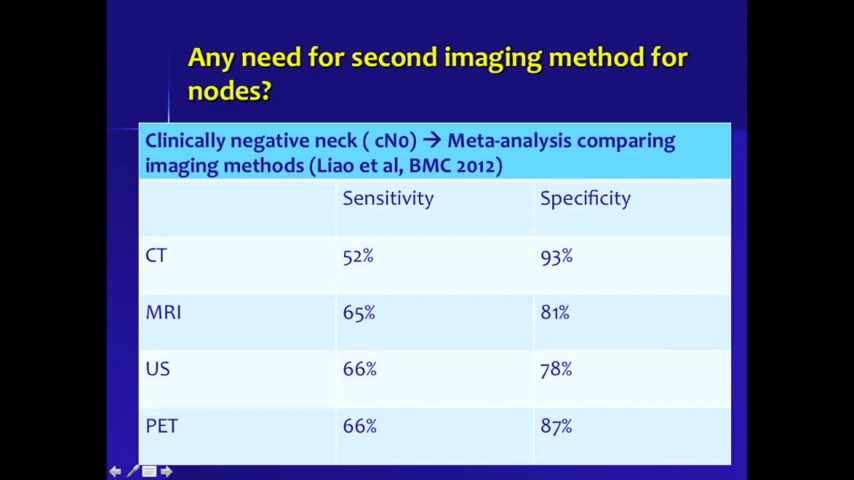 Any need for second imaging method for
nodes?
Clinically negative neck ( cN0) → Meta-analysis comparing
imaging methods (Liao et al, BMC 2012)
Sensitivity Specificity
CT 52% 93%
MRI 65% 81%
US 66% 78%
PET 66% 87%